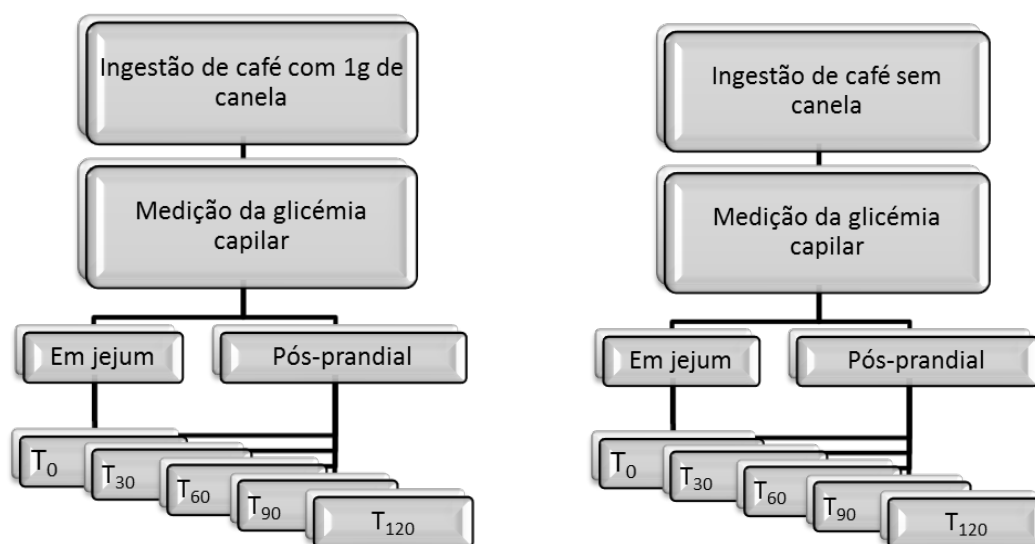 Ingestão de café com 1g de
canela
Medição da glicémia
capilar
Em jejum
Pós-prandial
T0
T30
T60
T90
T120
Ingestão de café sem
canela
Medição da glicémia
capilar
Em jejum
Pós-prandial
T0
T30
T60
T90
T120